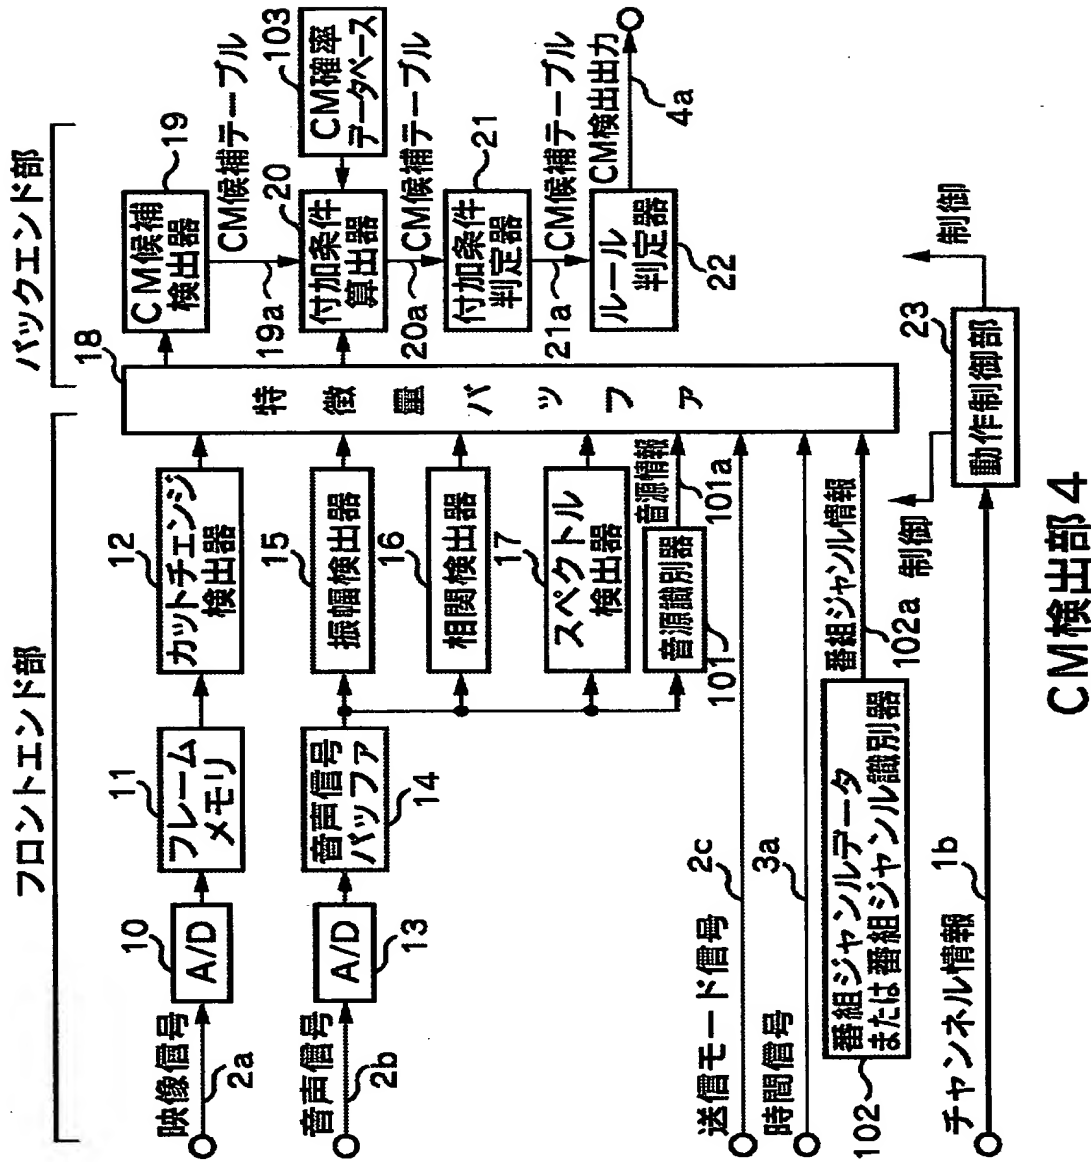 フロントエンド部
バックエンド部
映像信号
2a
10
A/D
11
フレーム
メモリ
12
カットチェンジ
検出器
音声信号
2b
13
A/D
14
音声信号
バッファ
15
振幅検出器
16
相関検出器
17
スペクトル
検出器
101
音源識別器
音源情報
101a
送信モード信号
2c
時間信号
3a
102
番組ジャンルデータ
または番組ジャンル識別器
番組ジャンル情報
102a
チャンネル情報
1b
18
特徴量バッファ
19
CM候補
検出器
19a
CM候補テーブル
103
CM確率
データベース
20
付加条件
算出器
20a
CM候補テーブル
21
付加条件
判定器
21a
CM候補テーブル
22
ルール
判定器
CM検出出力
4a
23
動作制御部
制御
制御
CM検出部4